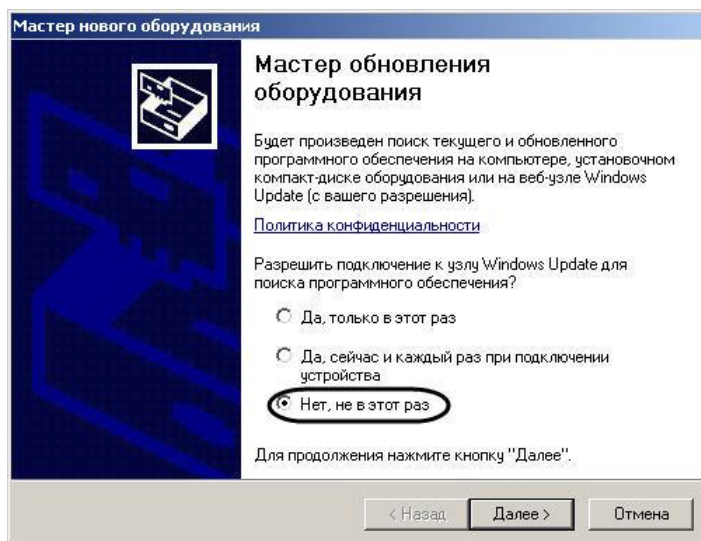 Мастер нового оборудования
Мастер обновления
оборудования
Будет произведен поиск текущего и обновленного
программного обеспечения на компьютере, установочном
компакт-диске оборудования или на веб-узле Windows
Update (с вашего разрешения).
Политика конфиденциальности
Разрешить подключение к узлу Windows Update для
поиска программного обеспечения?
Да, только в этот раз
Да, сейчас и каждый раз при подключении
устройства
Нет, не в этот раз
Для продолжения нажмите кнопку "Далее".
< Назад Далее > Отмена